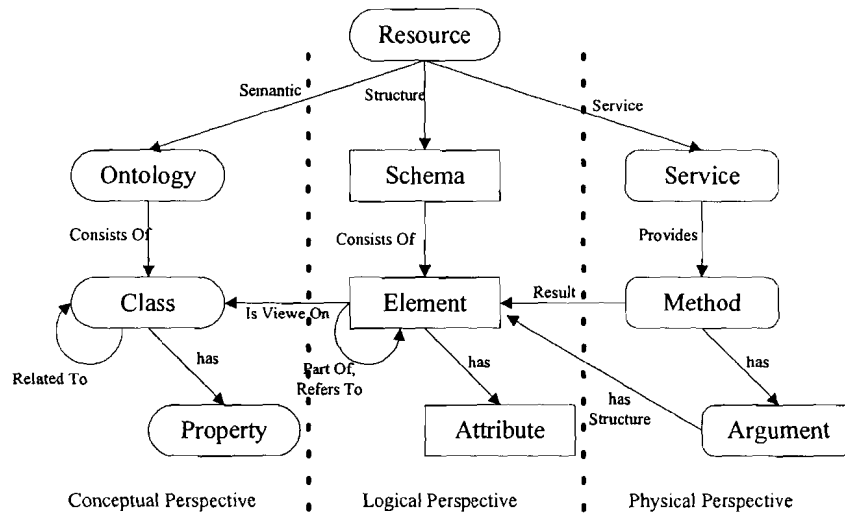 Resource
Semantic
Structure
Service
Ontology
Schema
Service
Consists Of
Consists Of
Provides
Class
Is Viewe On
Element
Result
Method
Related To
has
Part Of,
Refers To
has
has
Structure
has
Property
Attribute
Argument
Conceptual Perspective
Logical Perspective
Physical Perspective